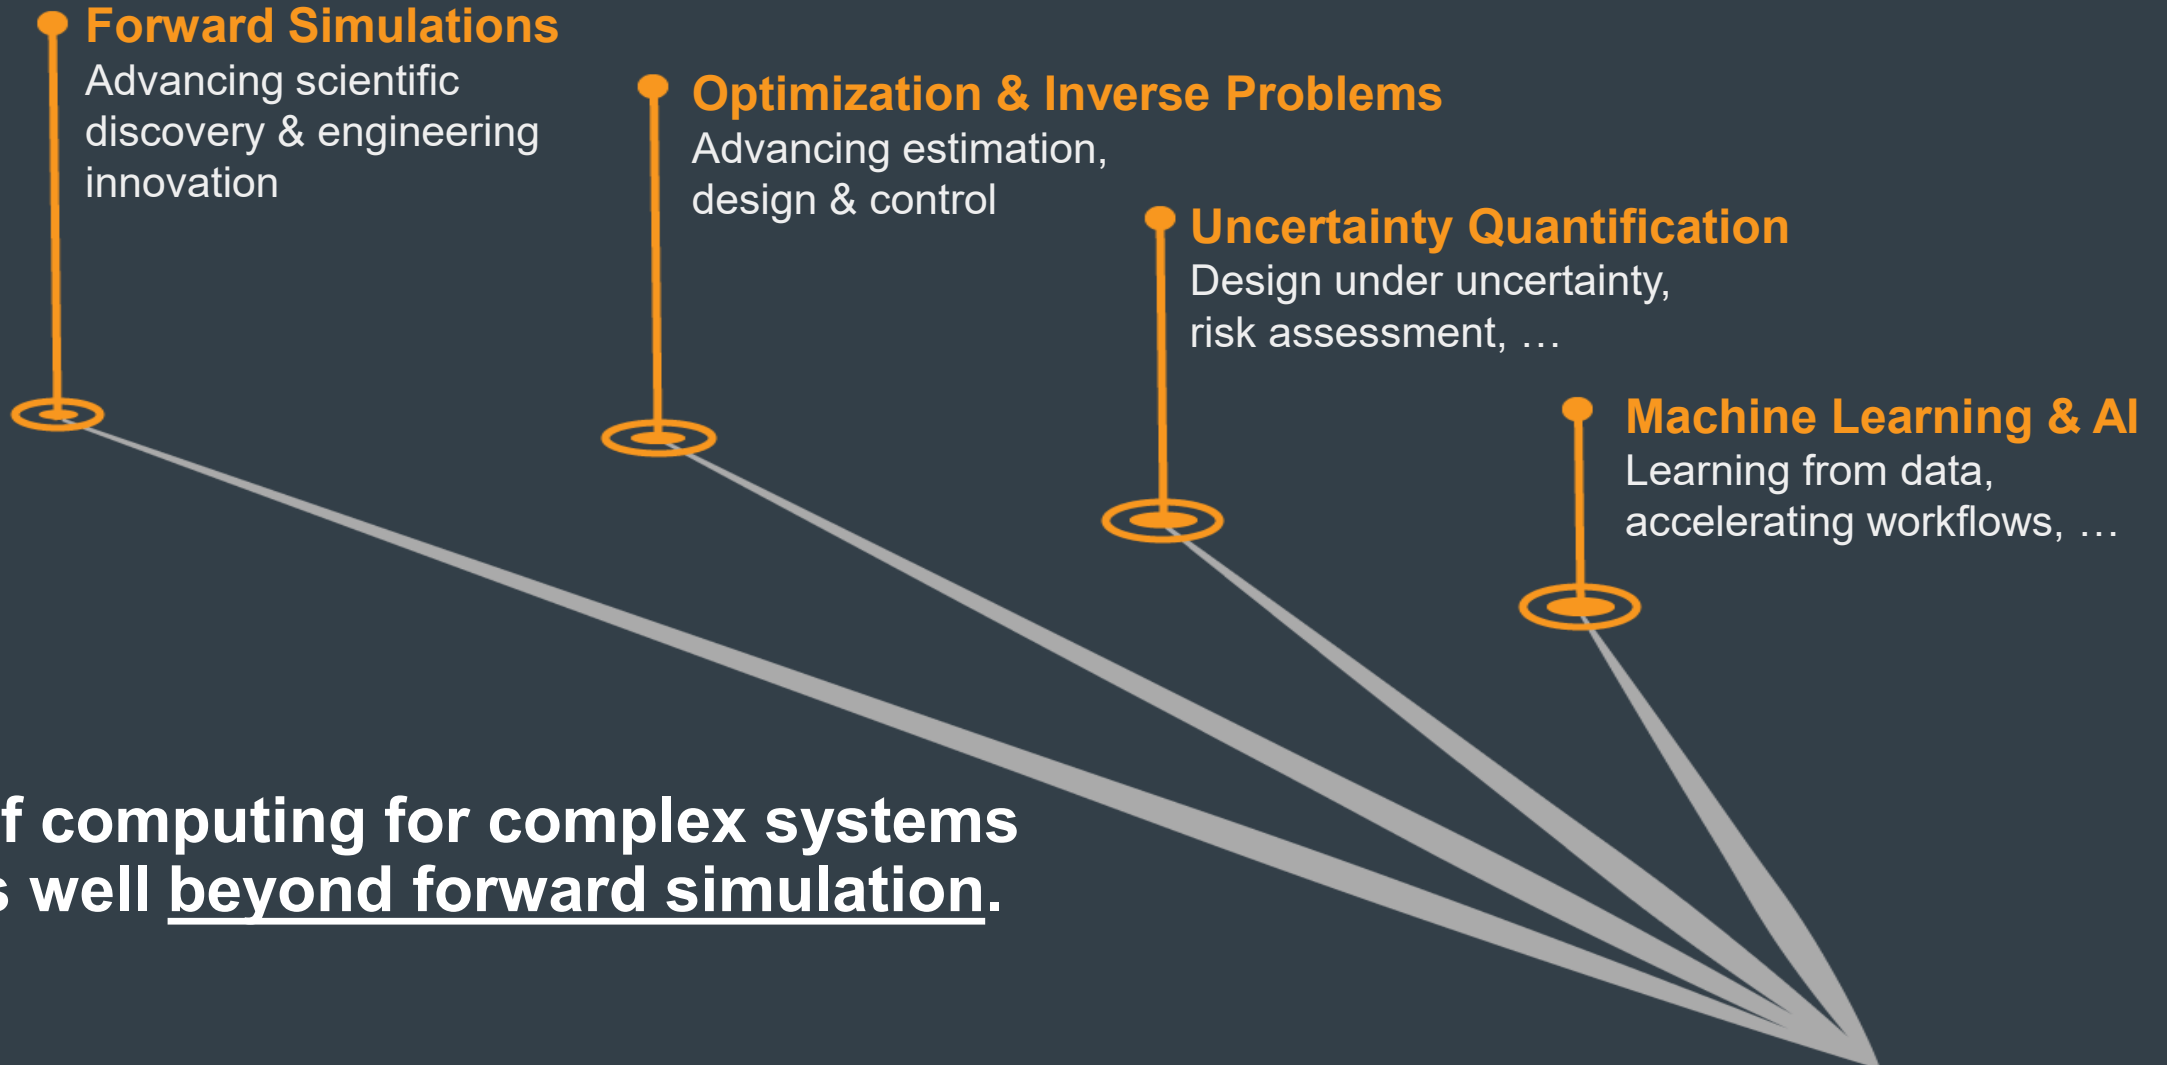 Forward Simulations
Advancing scientific
discovery & engineering
innovation
Optimization & Inverse Problems
Advancing estimation,
design & control
Uncertainty Quantification
Design under uncertainty,
risk assessment, …
Machine Learning & AI
Learning from data,
accelerating workflows, …
f computing for complex systems
s well beyond forward simulation.